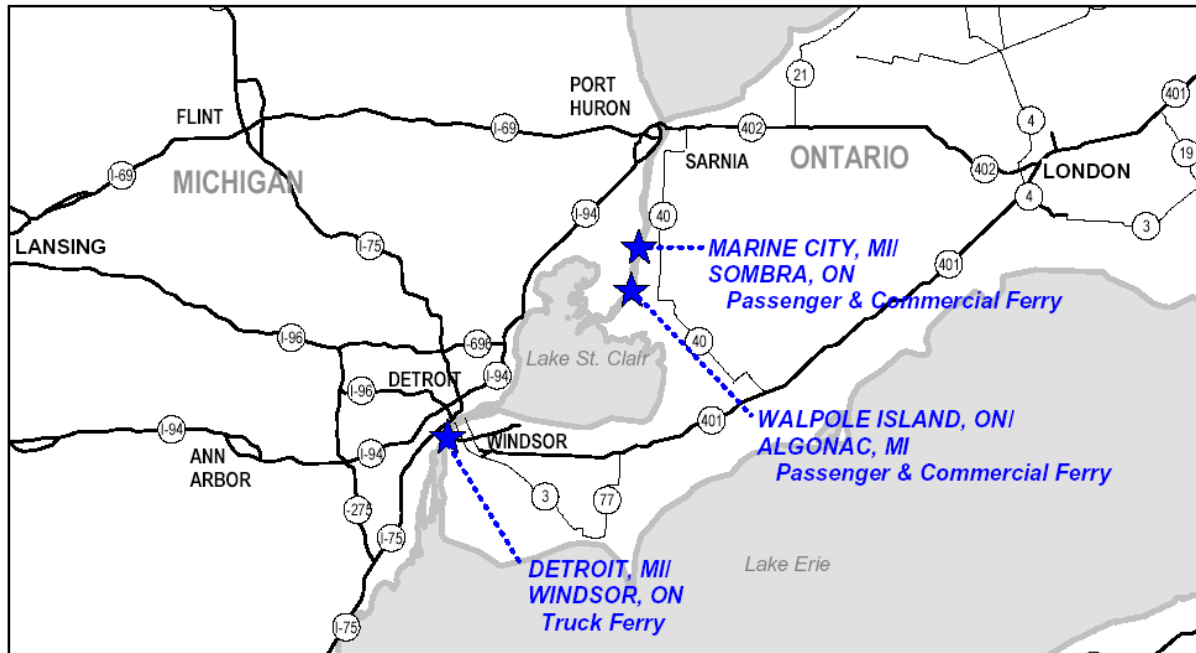 21
401
PORT
HURON
FLINT
I-69
402
4
19
SARNIA
ONTARIO
402
LONDON
I-69
MICHIGAN
4
3
I-94
40
LANSING
I-75
MARINE CITY, MI/
SOMBRA, ON
Passenger & Commercial Ferry
401
I-96
-696
40
Lake St. Clair
DETROIT
I-94
I-96
WALPOLE ISLAND, ON/
ALGONAC, MI
Passenger & Commercial Ferry
401
I-94
WINDSOR
ANN
ARBOR
I-94
3
77
-275
I-75
Lake Erie
DETROIT, MI/
WINDSOR, ON
Truck Ferry
I-75